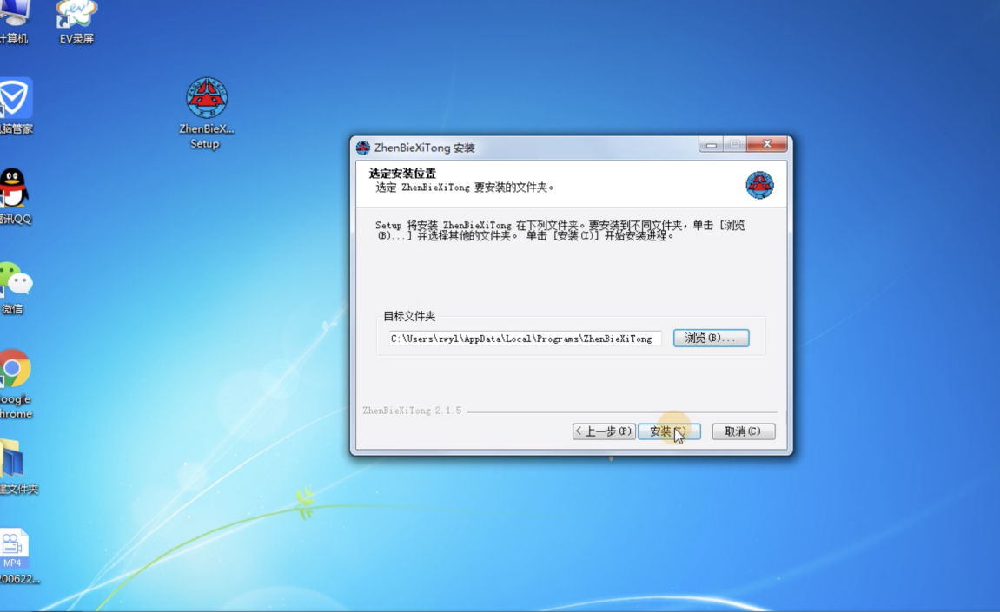 计算机
EV录屏
脑管家
ZhenBieX...
Setup
讯QQ
微信
oogle
hrome
建文件夹
MP4
200622...
ZhenBieXiTong 安装
选定安装位置
选定 ZhenBieXiTong 要安装的文件夹。
Setup 将安装 ZhenBieXiTong 在下列文件夹。要安装到不同文件夹，单击 [浏览
(B)...] 并选择其他的文件夹。 单击 [安装(I)] 开始安装进程。
目标文件夹
C:\Users\zwyl\AppData\Local\Programs\ZhenBieXiTong
浏览(B)...
ZhenBieXiTong 2.1.5
< 上一步(P)
安装(I)
取消(C)